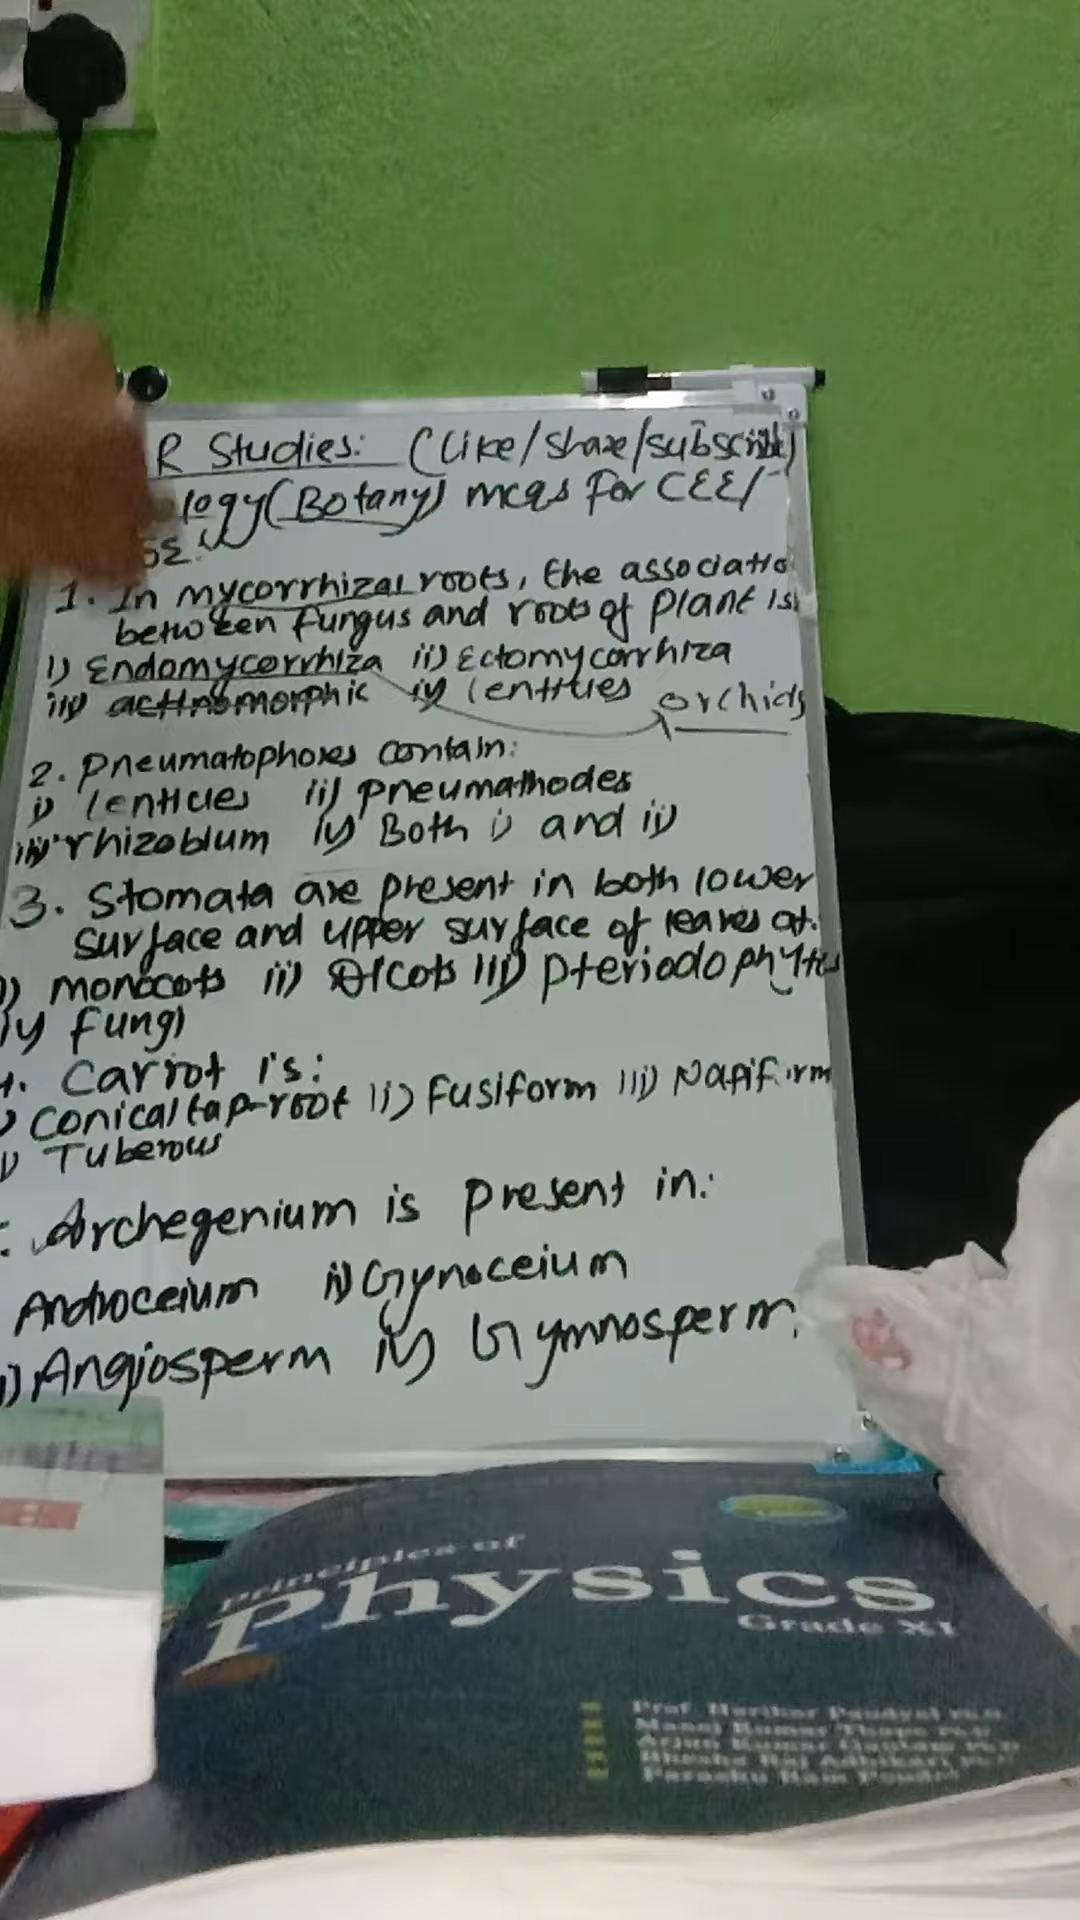 R Studies: (Like/share/subscribe)
logy (Botany) mcqs for CEE/
1. In mycorrhizal roots, the associatio
between fungus and roots of plant is
i) Endomycorrhiza ii) Ectomycorrhiza
iii) actinomorphic iv) lenticles orchids
2. Pneumatophores contain:
i) lenticles ii) pneumathodes
iii) rhizobium iv) Both i) and ii)
3. Stomata are present in both lower
surface and upper surface of leaves at.
i) monocots ii) Dicots iii) pteriodophytes
iv) fungi
4. Carrot is:
i) conical tap-root ii) Fusiform iii) Napiform
Tuberous
Archegenium is present in:
Androceium ii) Gynoceium
Angiosperm iv) Gymnosperm.
Principles of
Physics
Grade XI